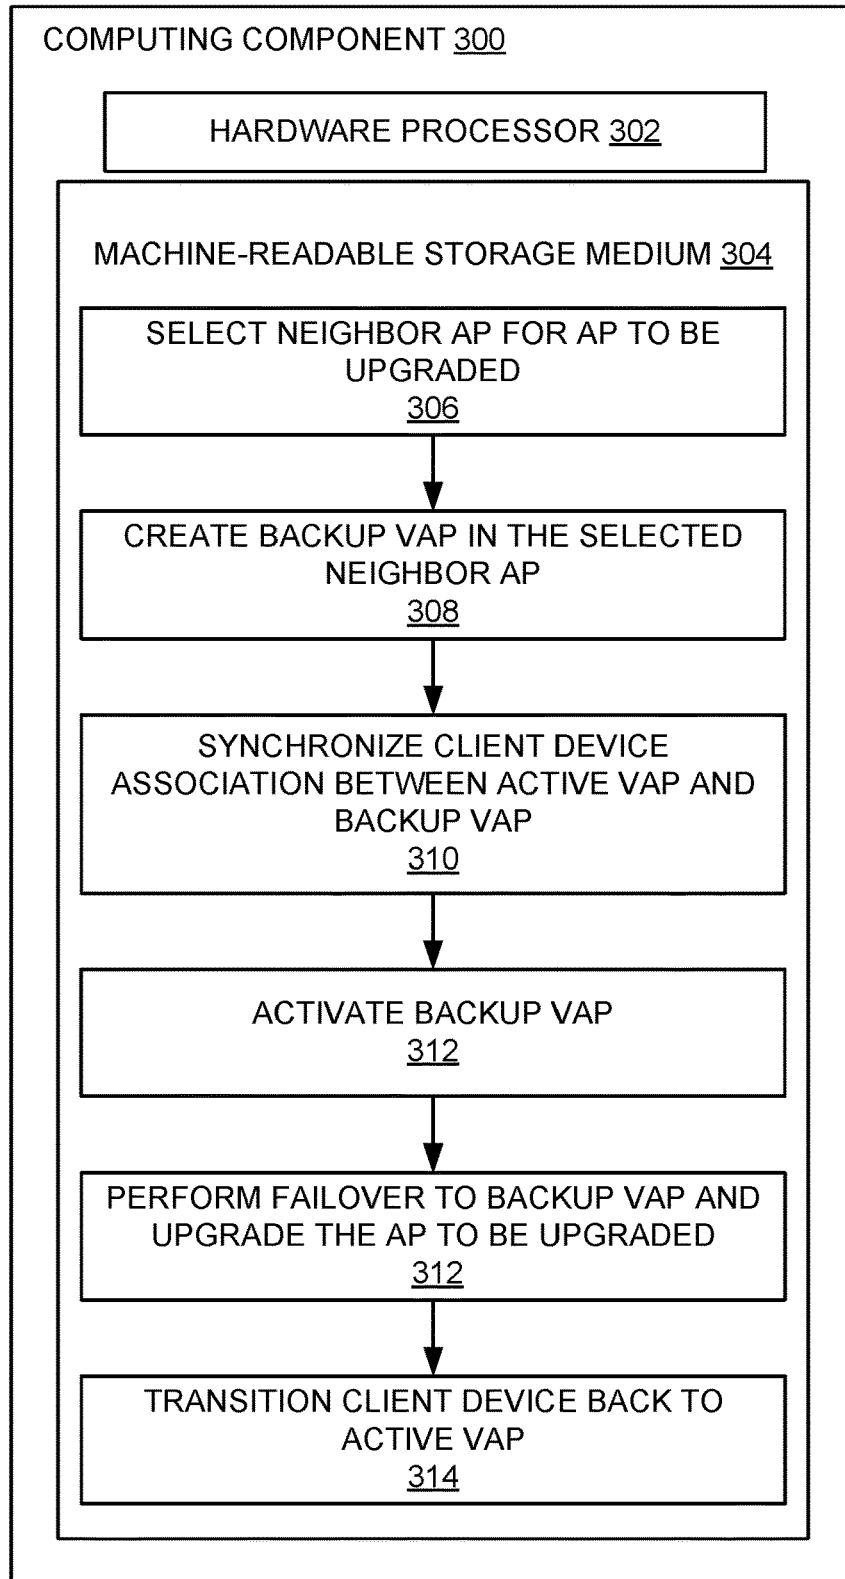 COMPUTING COMPONENT 300
HARDWARE PROCESSOR 302
MACHINE-READABLE STORAGE MEDIUM 304
SELECT NEIGHBOR AP FOR AP TO BE
UPGRADED
306
CREATE BACKUP VAP IN THE SELECTED
NEIGHBOR AP
308
SYNCHRONIZE CLIENT DEVICE
ASSOCIATION BETWEEN ACTIVE VAP AND
BACKUP VAP
310
ACTIVATE BACKUP VAP
312
PERFORM FAILOVER TO BACKUP VAP AND
UPGRADE THE AP TO BE UPGRADED
312
TRANSITION CLIENT DEVICE BACK TO
ACTIVE VAP
314